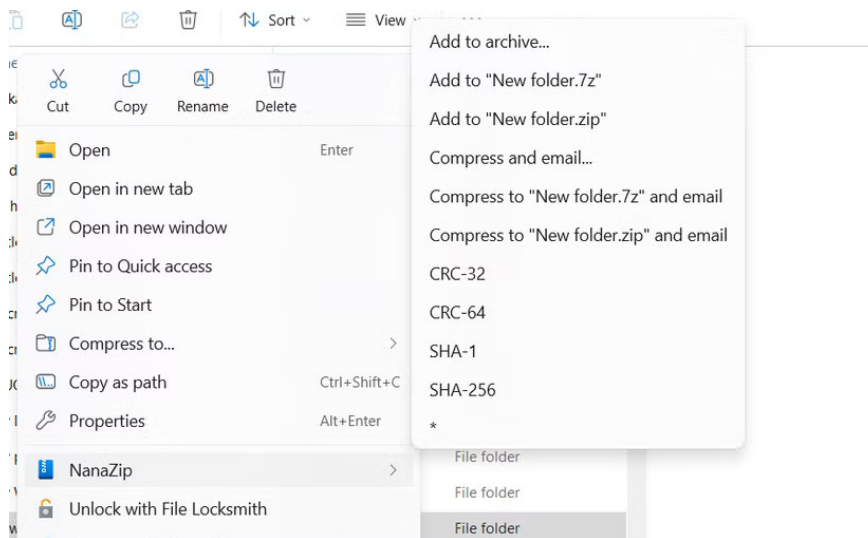 Sort
View
Cut
Copy
Rename
Delete
Open
Enter
Open in new tab
Open in new window
Pin to Quick access
Pin to Start
Compress to...
Copy as path
Ctrl+Shift+C
Properties
Alt+Enter
NanaZip
Unlock with File Locksmith
Add to archive...
Add to "New folder.7z"
Add to "New folder.zip"
Compress and email...
Compress to "New folder.7z" and email
Compress to "New folder.zip" and email
CRC-32
CRC-64
SHA-1
SHA-256
*
File folder
File folder
File folder